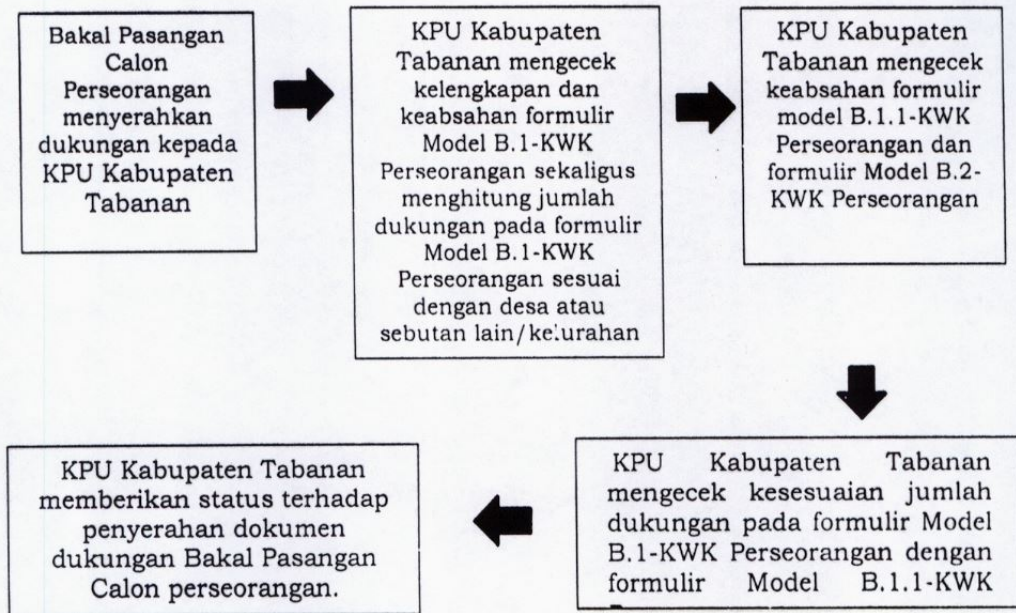 Bakal Pasangan
Calon
Perseorangan
menyerahkan
dukungan kepada
KPU Kabupaten
Tabanan
KPU Kabupaten
Tabanan mengecek
kelengkapan dan
keabsahan formulir
Model B.1-KWK
Perseorangan sekaligus
menghitung jumlah
dukungan pada formulir
Model B.1-KWK
Perseorangan sesuai
dengan desa atau
sebutan lain/kelurahan
KPU Kabupaten
Tabanan mengecek
keabsahan formulir
model B.1.1-KWK
Perseorangan dan
formulir Model B.2-
KWK Perseorangan
KPU Kabupaten Tabanan
mengecek kesesuaian jumlah
dukungan pada formulir Model
B.1-KWK Perseorangan dengan
formulir Model B.1.1-KWK
KPU Kabupaten Tabanan
memberikan status terhadap
penyerahan dokumen
dukungan Bakal Pasangan
Calon perseorangan.